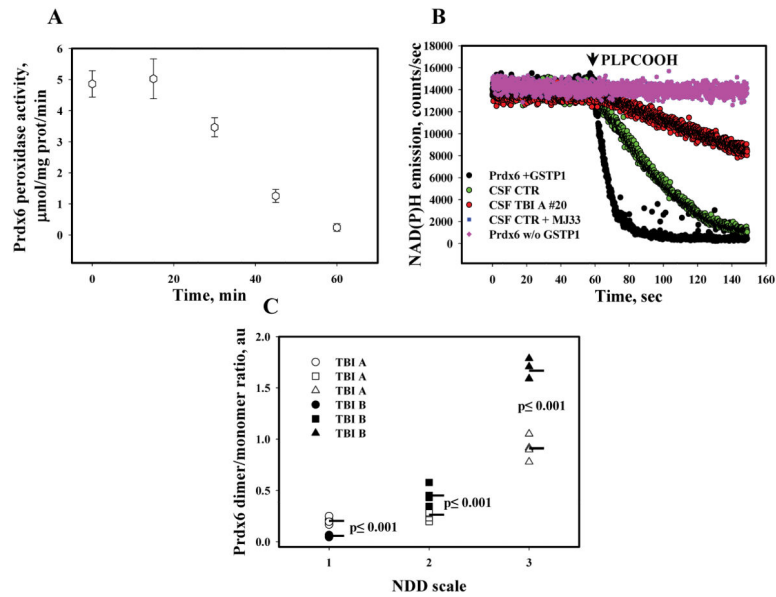 A
Prdx6 peroxidase activity,
µmol/mg prot/min
6
5
4
3
2
1
0
0
20
40
60
Time, min
B
NAD(P)H emission, counts/sec
18000
16000
14000
12000
10000
8000
6000
4000
2000
0
PLPCOOH
Prdx6 +GSTP1
CSF CTR
CSF TBI A #20
CSF CTR + MJ33
Prdx6 w/o GSTP1
0 20 40 60 80 100 120 140 160
Time, sec
C
Prdx6 dimer/monomer ratio, au
2.0
1.5
1.0
0.5
0.0
TBI A
TBI A
TBI A
TBI B
TBI B
TBI B
p≤ 0.001
p≤ 0.001
p≤ 0.001
1 2 3
NDD scale